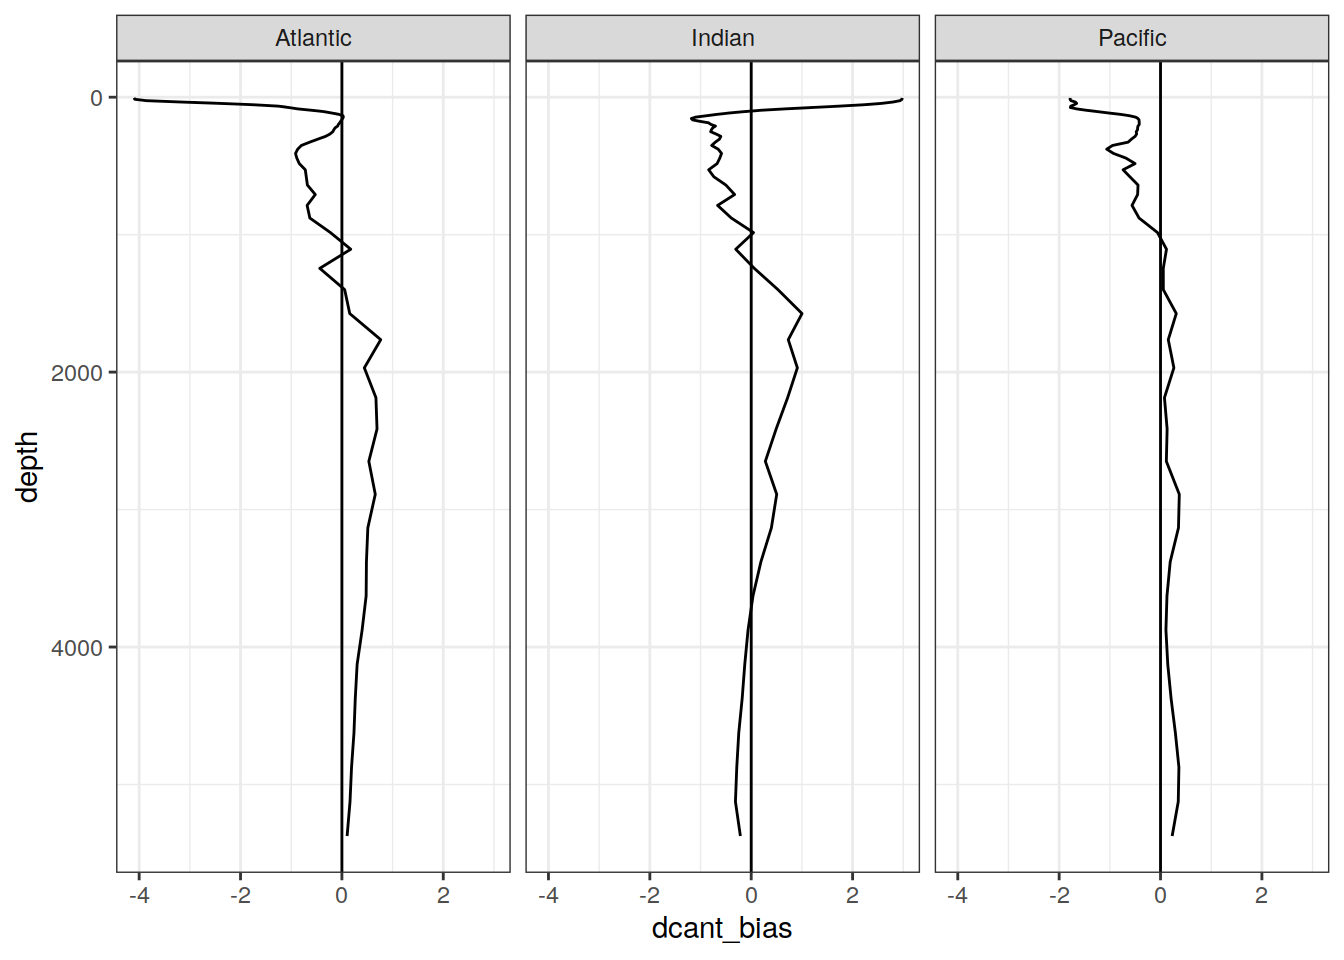 Atlantic Indian Pacific
0
2000
4000
depth
-4 -2 0 2 -4 -2 0 2 -4 -2 0 2
dcant_bias